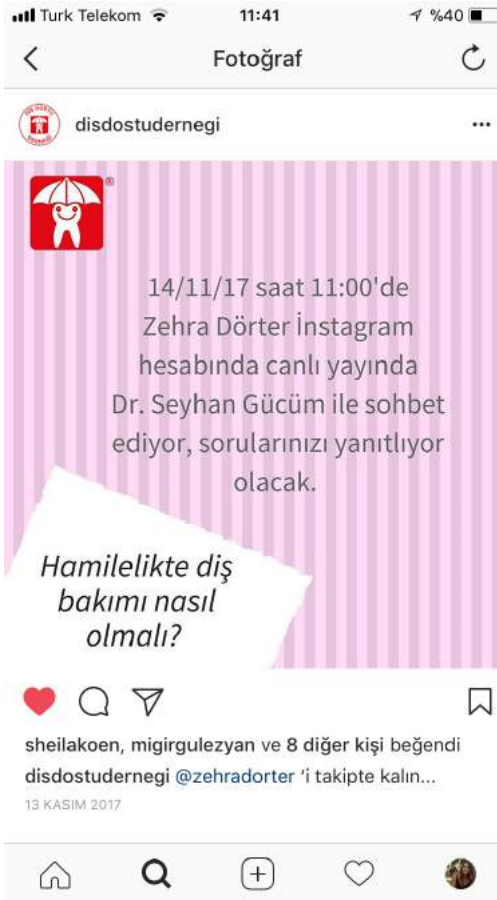 Turk Telekom 11:41 %40
Fotoğraf
disdostudernegi
14/11/17 saat 11:00'de
Zehra Dörter İnstagram
hesabında canlı yayında
Dr. Seyhan Gücüm ile sohbet
ediyor, sorularınızı yanıtlıyor
olacak.
Hamilelikte diş
bakımı nasıl
olmalı?
sheilakoen, migirgulezyan ve 8 diğer kişi beğendi
disdostudernegi @zehradorter 'i takipte kalın...
13 KASIM 2017